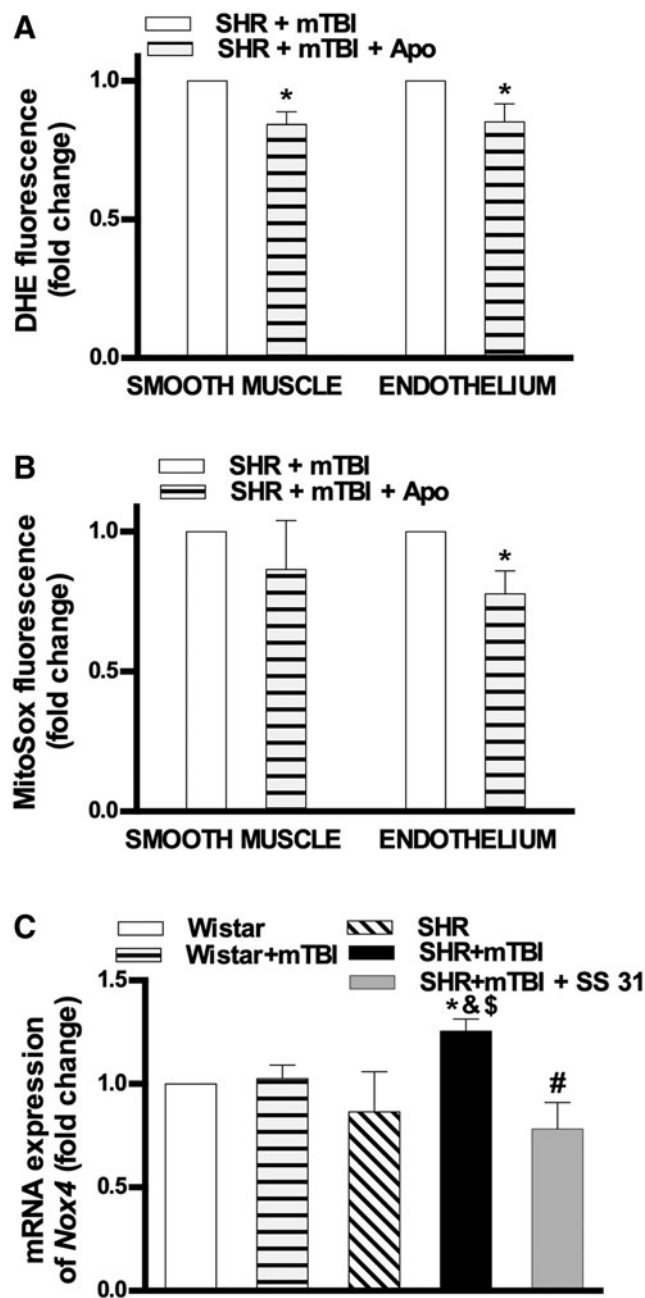 A
SHR + mTBI
SHR + mTBI + Apo
DHE fluorescence
(fold change)
1.0
*
*
0.5
0.0
SMOOTH MUSCLE
ENDOTHELIUM
B
SHR + mTBI
SHR + mTBI + Apo
MitoSox fluorescence
(fold change)
1.0
*
0.5
0.0
SMOOTH MUSCLE
ENDOTHELIUM
C
Wistar
SHR
Wistar+mTBI
SHR+mTBI
SHR+mTBI + SS 31
mRNA expression
of Nox4 (fold change)
1.5
*&$
1.0
#
0.5
0.0